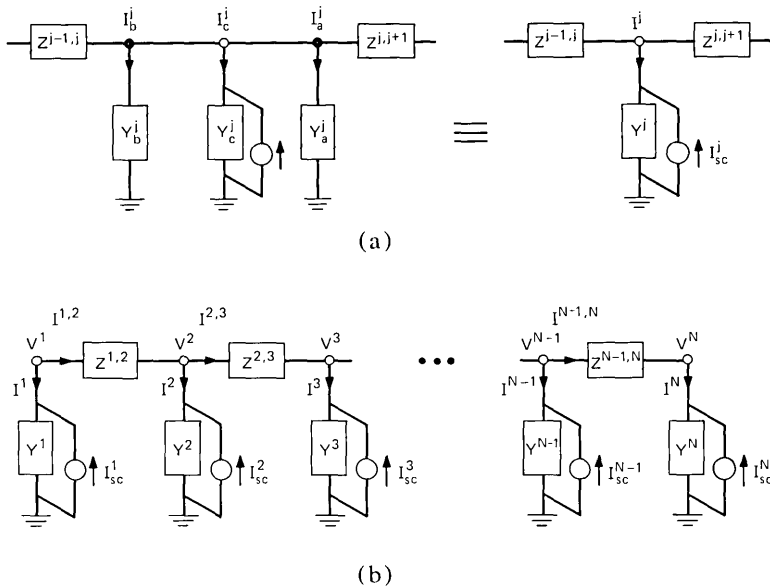 I_b^j I_c^j I_a^j I^j
Z^{j-1,j} Z^{j,j+1} Z^{j-1,j} Z^{j,j+1}
Y_b^j Y_c^j Y_a^j ≡ Y^j I_sc^j
(a)
I^{1,2} I^{2,3} I^{N-1,N}
V^1 V^2 V^3 ••• V^{N-1} V^N
Z^{1,2} Z^{2,3} Z^{N-1,N}
I^1 I^2 I^3 I^{N-1} I^N
Y^1 I_sc^1 Y^2 I_sc^2 Y^3 I_sc^3 Y^{N-1} I_sc^{N-1} Y^N I_sc^N
(b)